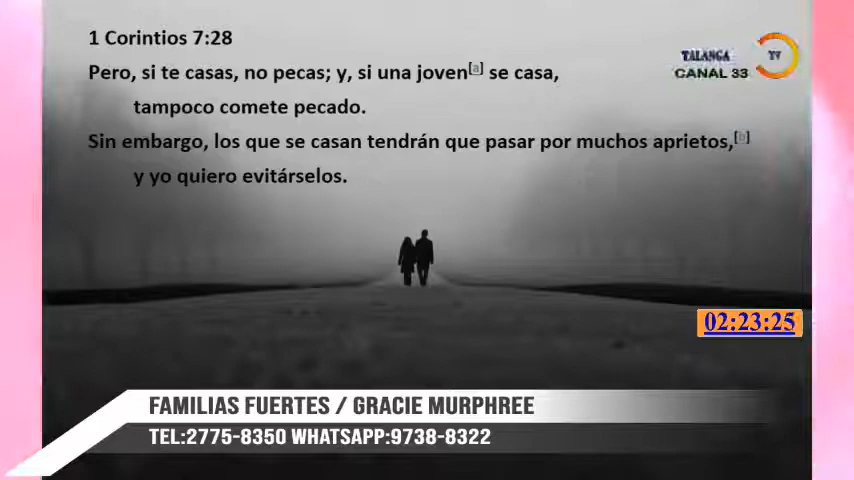 1 Corintios 7:28
Pero, si te casas, no pecas; y, si una joven[a] se casa,
tampoco comete pecado.
Sin embargo, los que se casan tendrán que pasar por muchos aprietos,[b]
y yo quiero evitárselos.
TALANGA TV
CANAL 33
02:23:25
FAMILIAS FUERTES / GRACIE MURPHREE
TEL:2775-8350 WHATSAPP:9738-8322